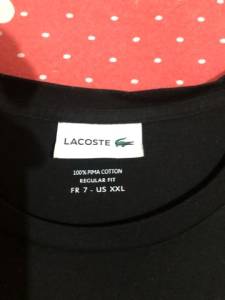 LACOSTE
100% PIMA COTTON
REGULAR FIT
FR 7 - US XXL